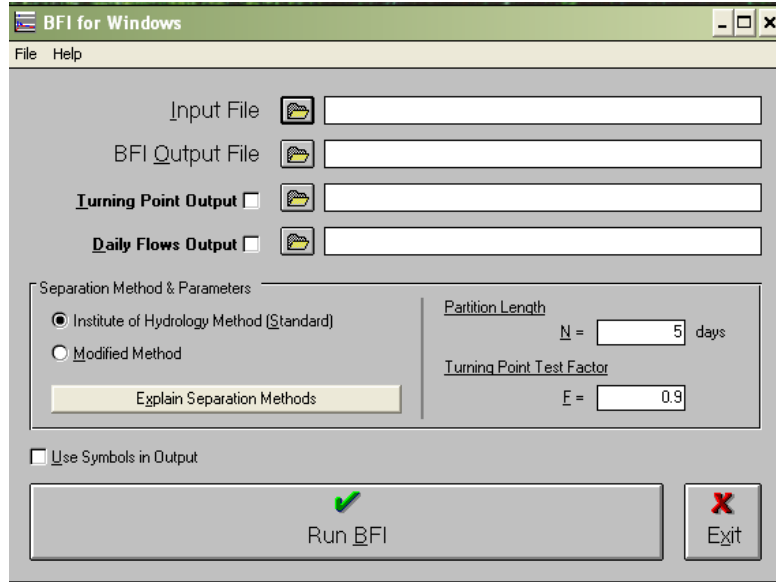 BFI for Windows
File Help
Input File
BFI Output File
Turning Point Output
Daily Flows Output
Separation Method & Parameters
Institute of Hydrology Method (Standard)
Modified Method
Explain Separation Methods
Partition Length
N = 5 days
Turning Point Test Factor
F = 0.9
Use Symbols in Output
Run BFI
Exit